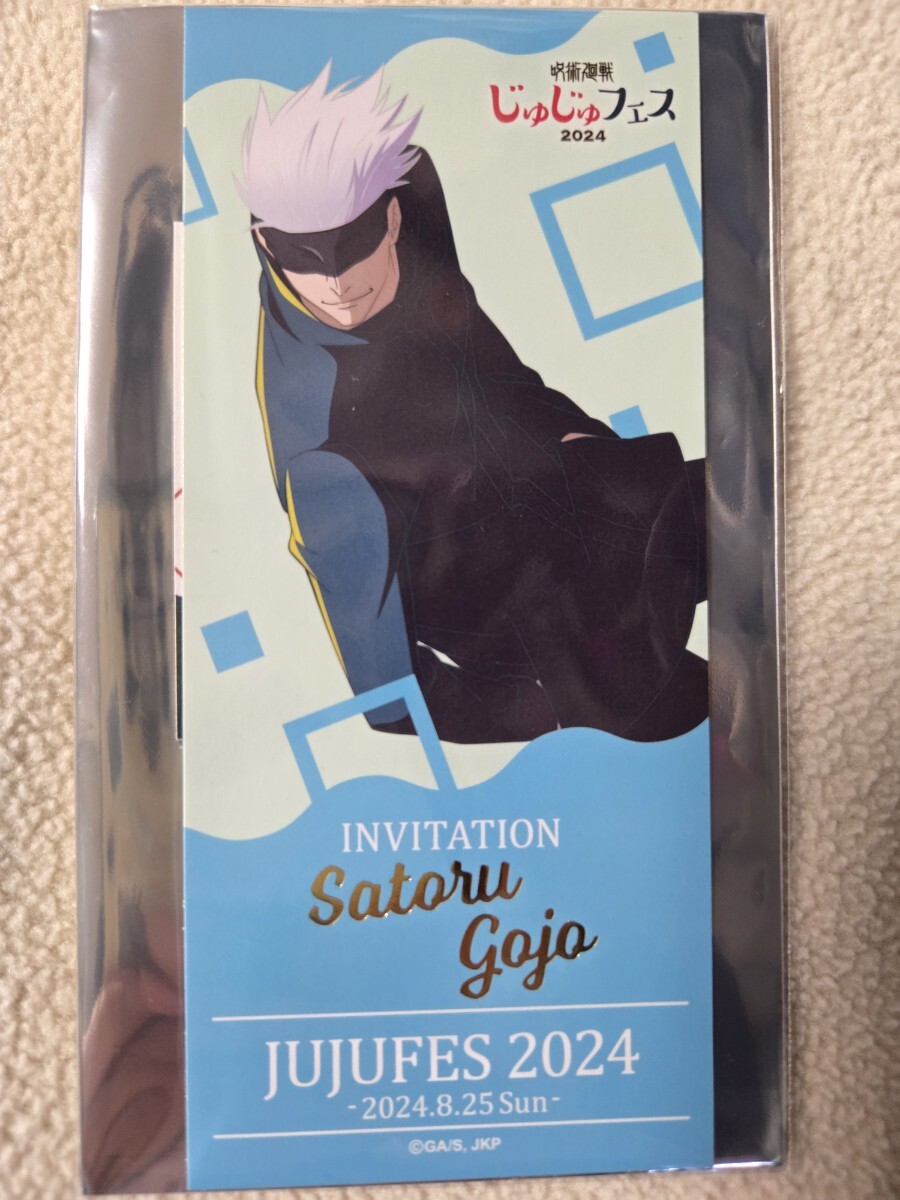 呪術廻戦
じゅじゅフェス
2024
INVITATION
Satoru
Gojo
JUJUFES 2024
-2024.8.25 Sun-
©GA/S, JKP